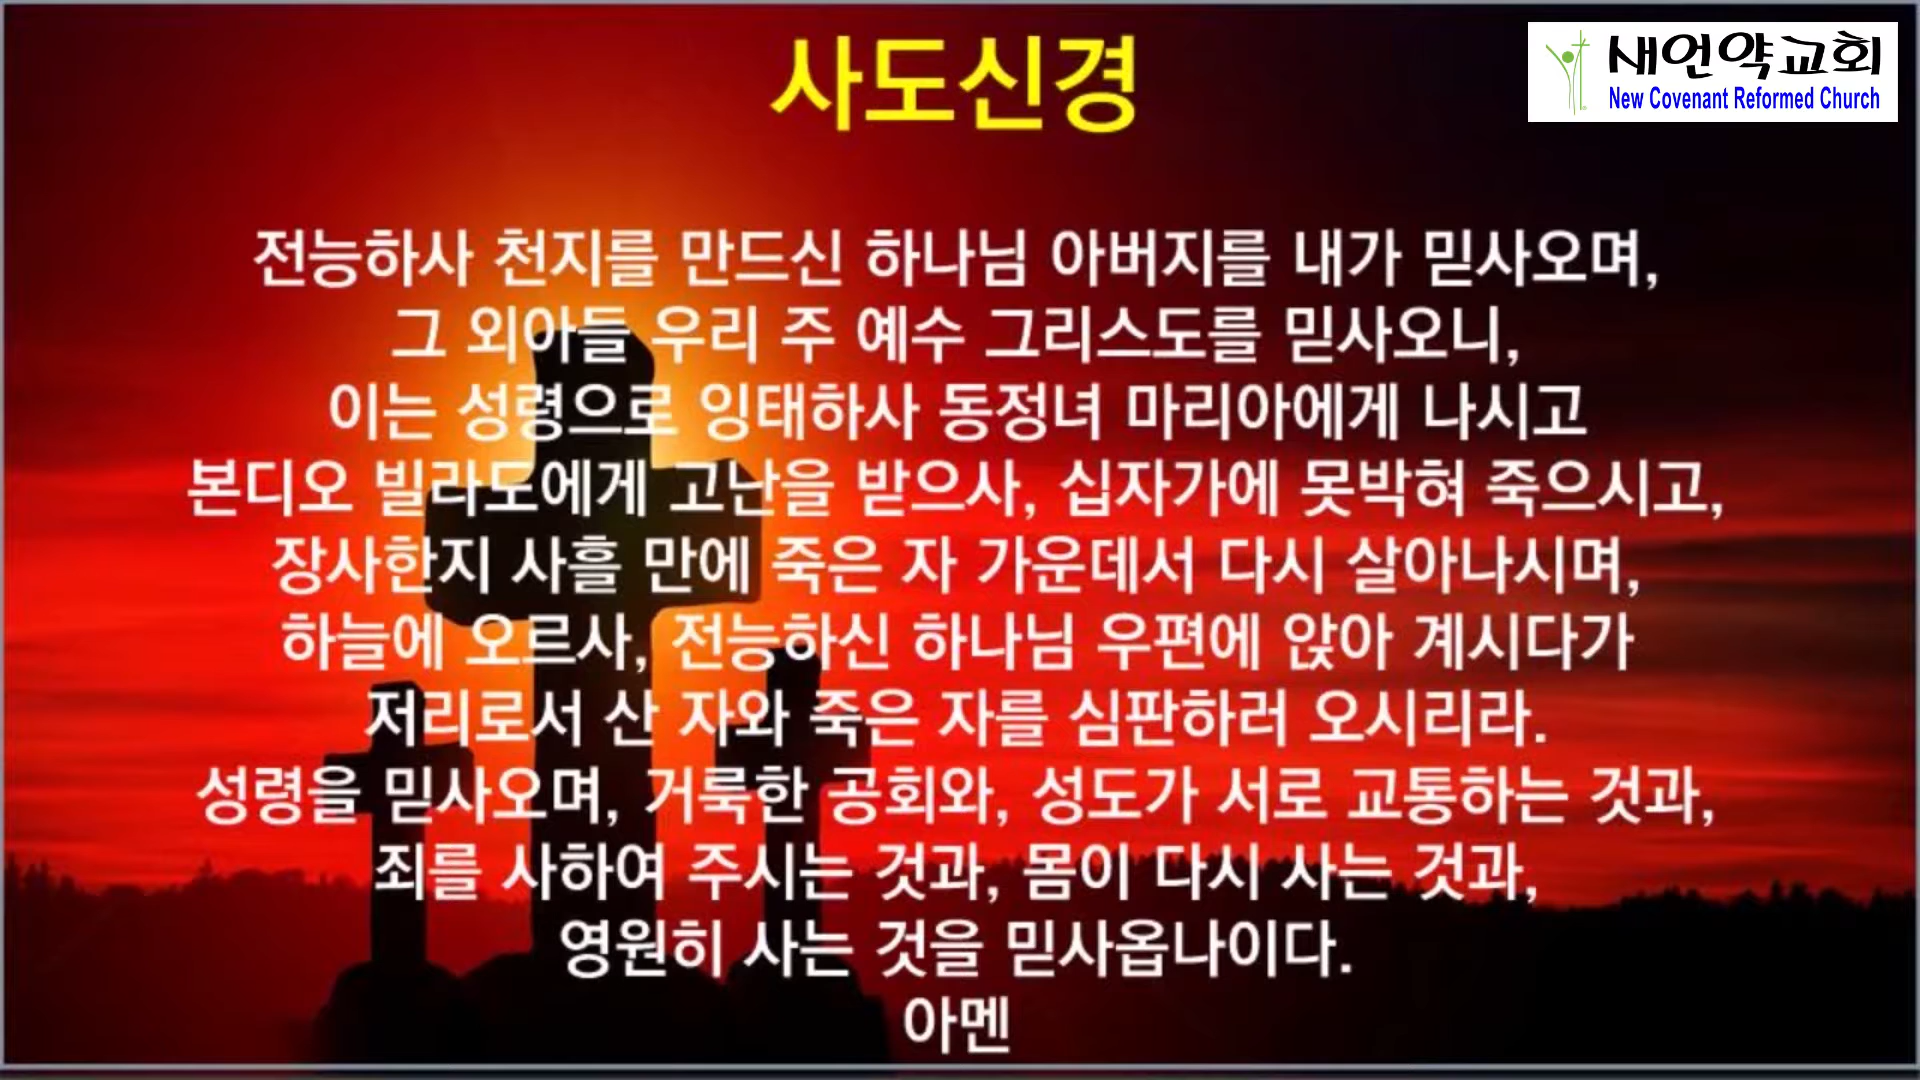 사도신경
새언약교회
New Covenant Reformed Church
전능하사 천지를 만드신 하나님 아버지를 내가 믿사오며,
그 외아들 우리 주 예수 그리스도를 믿사오니,
이는 성령으로 잉태하사 동정녀 마리아에게 나시고
본디오 빌라도에게 고난을 받으사, 십자가에 못박혀 죽으시고,
장사한지 사흘 만에 죽은 자 가운데서 다시 살아나시며,
하늘에 오르사, 전능하신 하나님 우편에 앉아 계시다가
저리로서 산 자와 죽은 자를 심판하러 오시리라.
성령을 믿사오며, 거룩한 공회와, 성도가 서로 교통하는 것과,
죄를 사하여 주시는 것과, 몸이 다시 사는 것과,
영원히 사는 것을 믿사옵나이다.
아멘